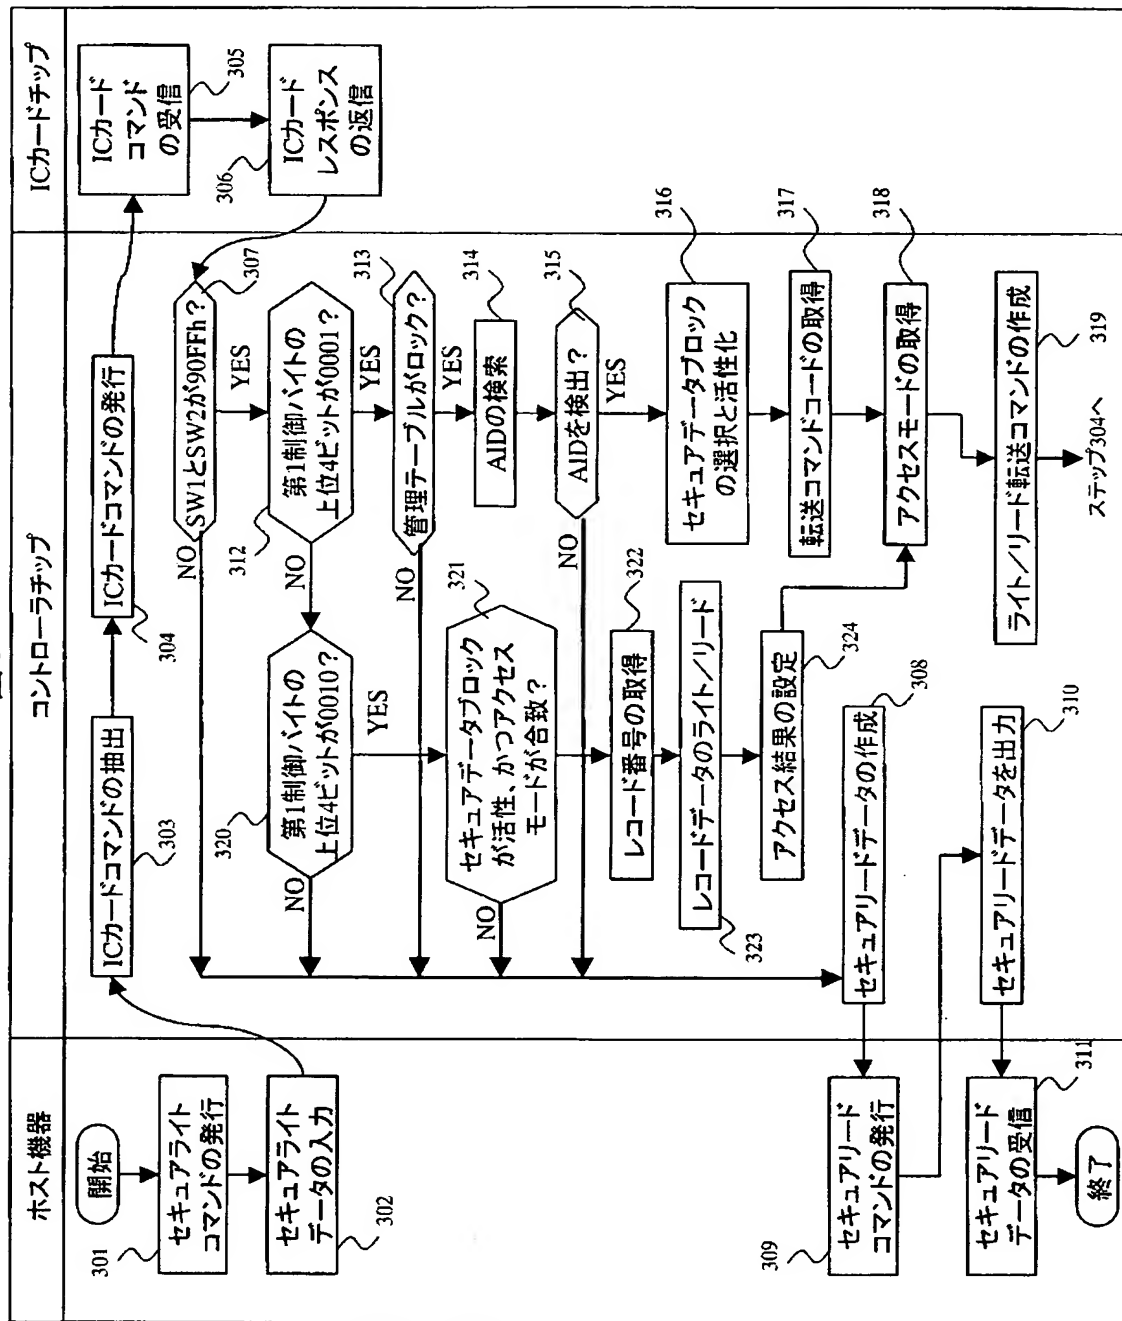 ホスト機器
コントローラチップ
ICカードチップ
開始
セキュアライト
コマンドの発行
301
セキュアライト
データの入力
302
ICカードコマンドの抽出
303
ICカードコマンドの発行
304
ICカード
コマンド
の受信
305
ICカード
レスポンス
の返信
306
SW1とSW2が90FFh？
307
NO
YES
第1制御バイトの
上位4ビットが0001？
312
NO
YES
管理テーブルがロック？
313
NO
YES
AIDの検索
314
AIDを検出？
315
NO
YES
セキュアデータブロック
の選択と活性化
316
転送コマンドコードの取得
317
アクセスモードの取得
318
ライト/リード転送コマンドの作成
319
ステップ304へ
第1制御バイトの
上位4ビットが0010？
320
NO
YES
セキュアデータブロック
が活性、かつアクセス
モードが合致？
321
NO
レコード番号の取得
322
レコードデータのライト/リード
323
アクセス結果の設定
324
セキュアリードデータの作成
308
セキュアリード
コマンドの発行
309
セキュアリードデータを出力
310
セキュアリード
データの受信
311
終了